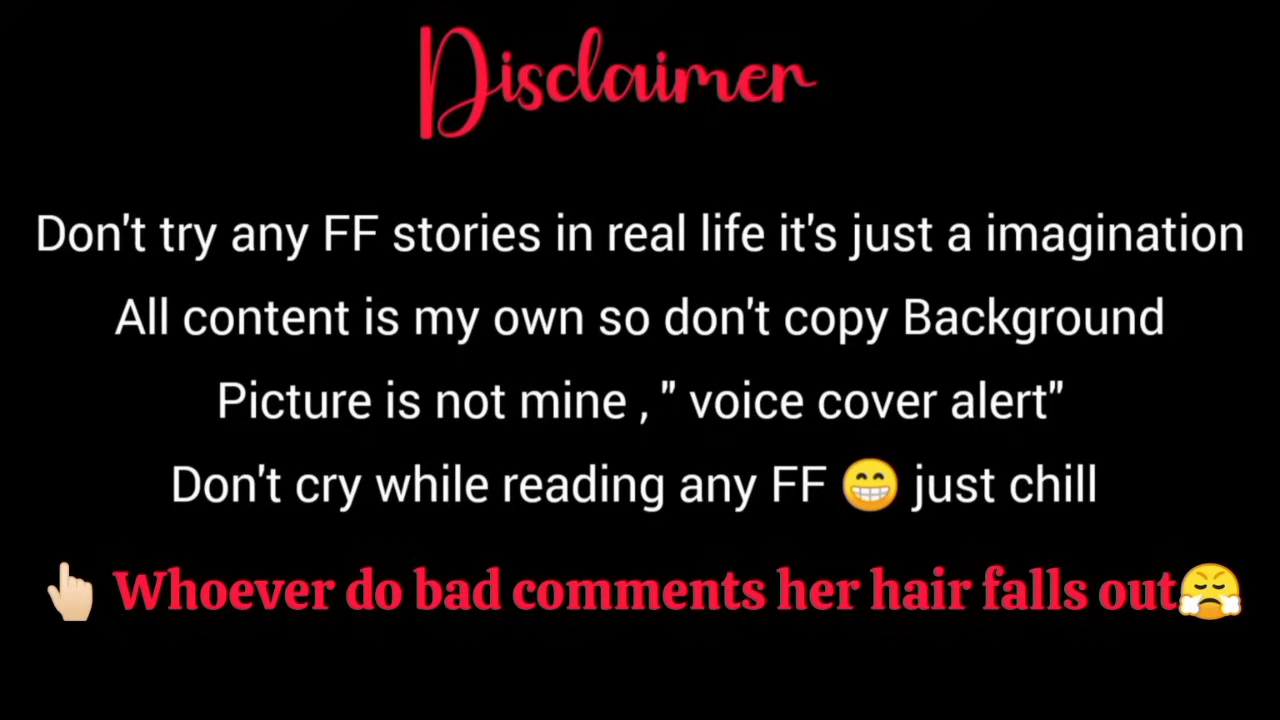 Disclaimer
Don't try any FF stories in real life it's just a imagination
All content is my own so don't copy Background
Picture is not mine , " voice cover alert"
Don't cry while reading any FF 😁 just chill
👆🏻 Whoever do bad comments her hair falls out😤